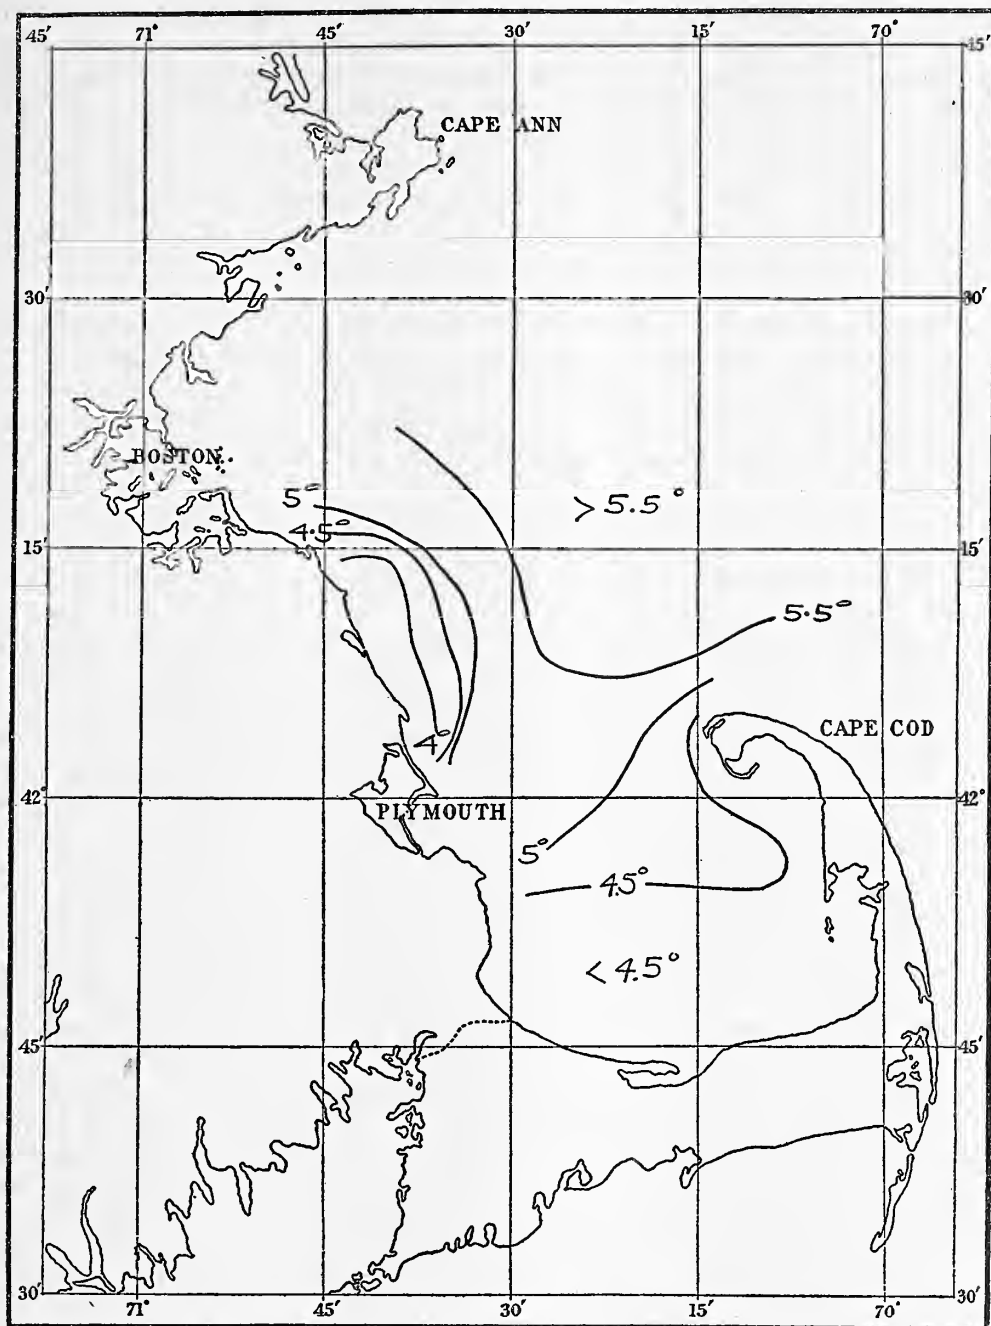 45′ 71° 45′ 30′ 15′ 70°
45′
CAPE ANN
30′ 30′
BOSTON
5°
> 5.5°
4.5°
15′ 15′
5.5°
CAPE COD
4°
42° 42°
PLYMOUTH
5°
45°
< 4.5°
45′ 45′
30′ 30′
71° 45′ 30′ 15′ 70°